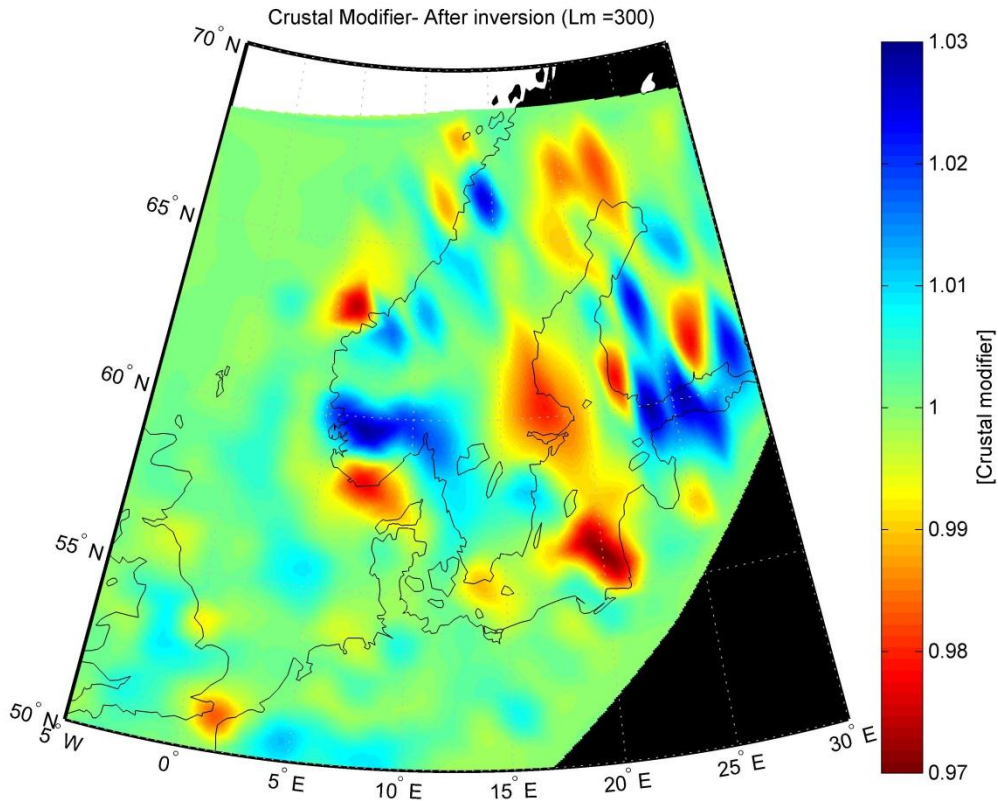 Crustal Modifier- After inversion (Lm =300)
70° N
65° N
60° N
55° N
50° N
5° W
0°
5° E
10° E
15° E
20° E
25° E
30° E
1.03
1.02
1.01
1
0.99
0.98
0.97
[Crustal modifier]